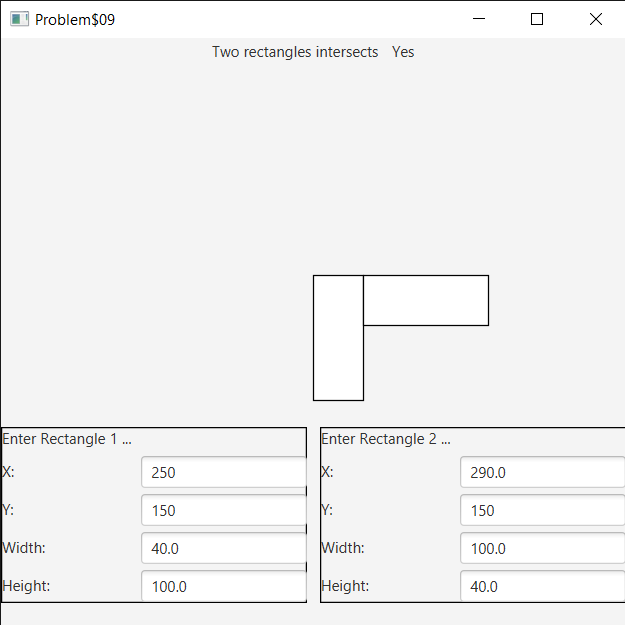 Problem$09
Two rectangles intersects Yes
Enter Rectangle 1 ...
X: 250
Y: 150
Width: 40.0
Height: 100.0
Enter Rectangle 2 ...
X: 290.0
Y: 150
Width: 100.0
Height: 40.0